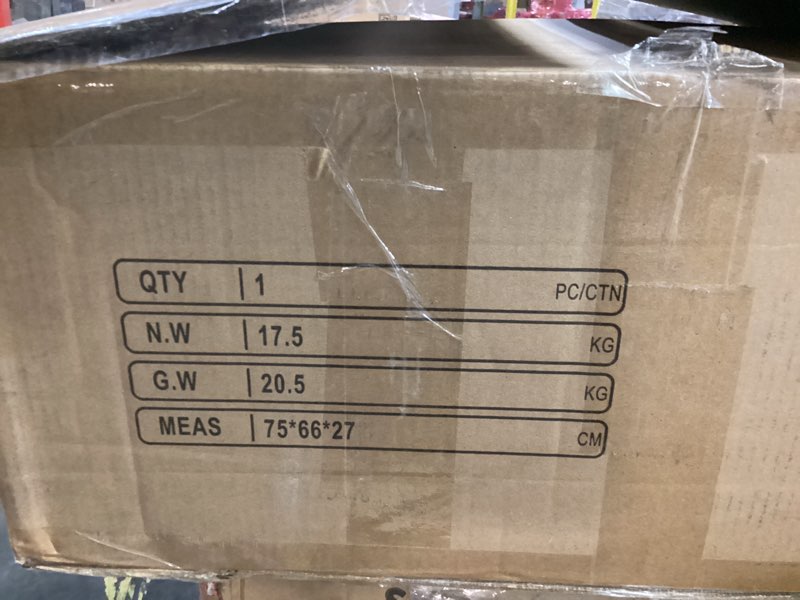 QTY | 1 PC/CTN
N.W | 17.5 KG
G.W | 20.5 KG
MEAS | 75*66*27 CM